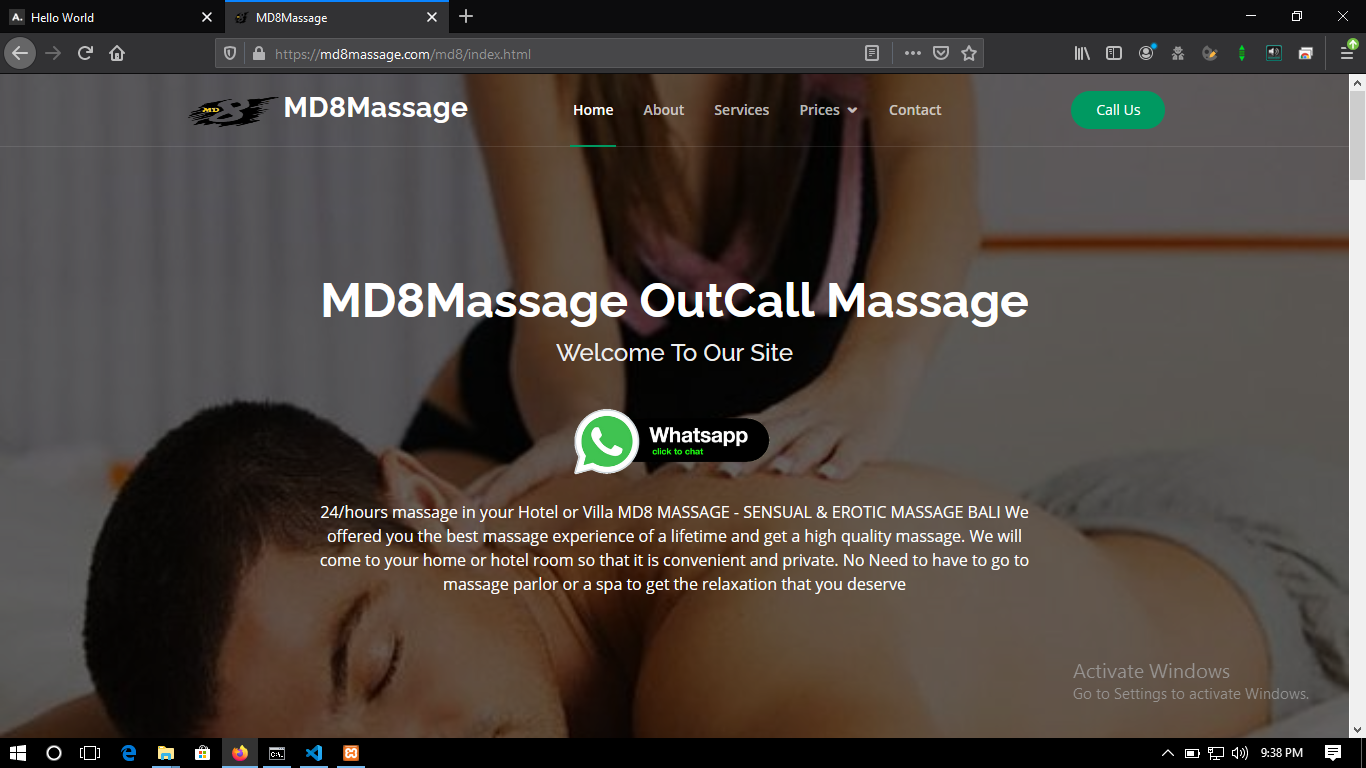 Hello World
MD8Massage
https://md8massage.com/md8/index.html
MD 8
MD8Massage
Home
About
Services
Prices
Contact
Call Us
MD8Massage OutCall Massage
Welcome To Our Site
Whatsapp
click to chat
24/hours massage in your Hotel or Villa MD8 MASSAGE - SENSUAL & EROTIC MASSAGE BALI We
offered you the best massage experience of a lifetime and get a high quality massage. We will
come to your home or hotel room so that it is convenient and private. No Need to have to go to
massage parlor or a spa to get the relaxation that you deserve
Activate Windows
Go to Settings to activate Windows.
9:38 PM